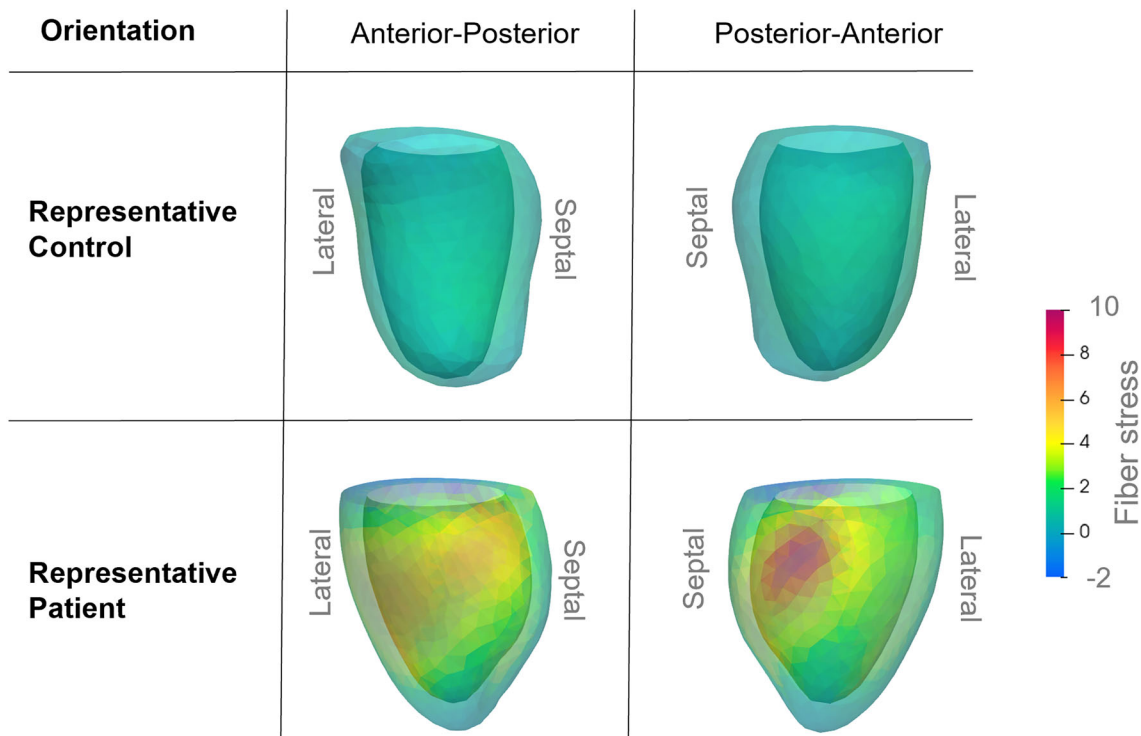 Orientation
Anterior-Posterior
Posterior-Anterior
Representative
Control
Lateral
Septal
Septal
Lateral
Representative
Patient
Lateral
Septal
Septal
Lateral
10
8
6
4
2
0
-2
Fiber stress